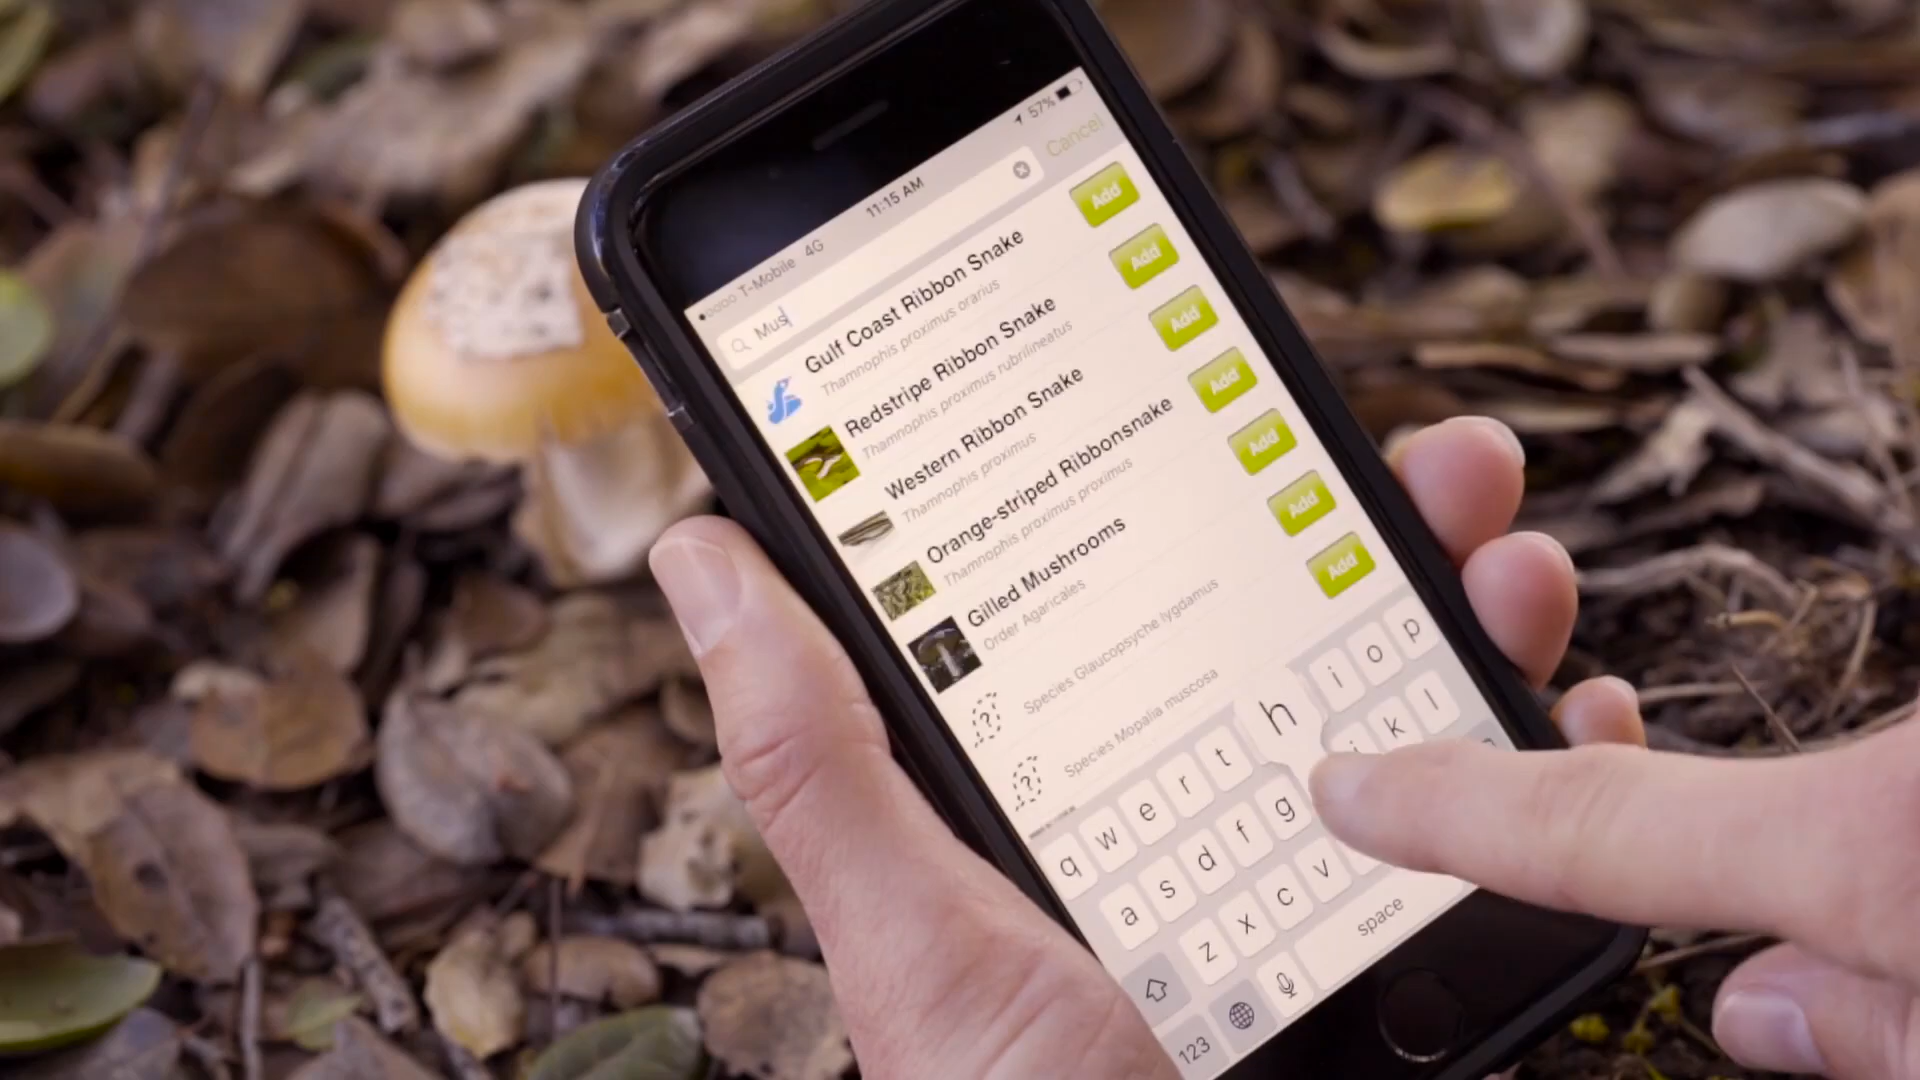 T-Mobile 4G 11:15 AM 57%
Mus Cancel
Gulf Coast Ribbon Snake Add
Thamnophis proximus orarius
Redstripe Ribbon Snake Add
Thamnophis proximus rubrilineatus
Western Ribbon Snake Add
Thamnophis proximus
Orange-striped Ribbonsnake Add
Thamnophis proximus proximus
Gilled Mushrooms Add
Order Agaricales
? Species Glaucopsyche lygdamus Add
? Species Mopalia muscosa Add
q w e r t i o p
h
a s d f g j k l
z x c v
123 space